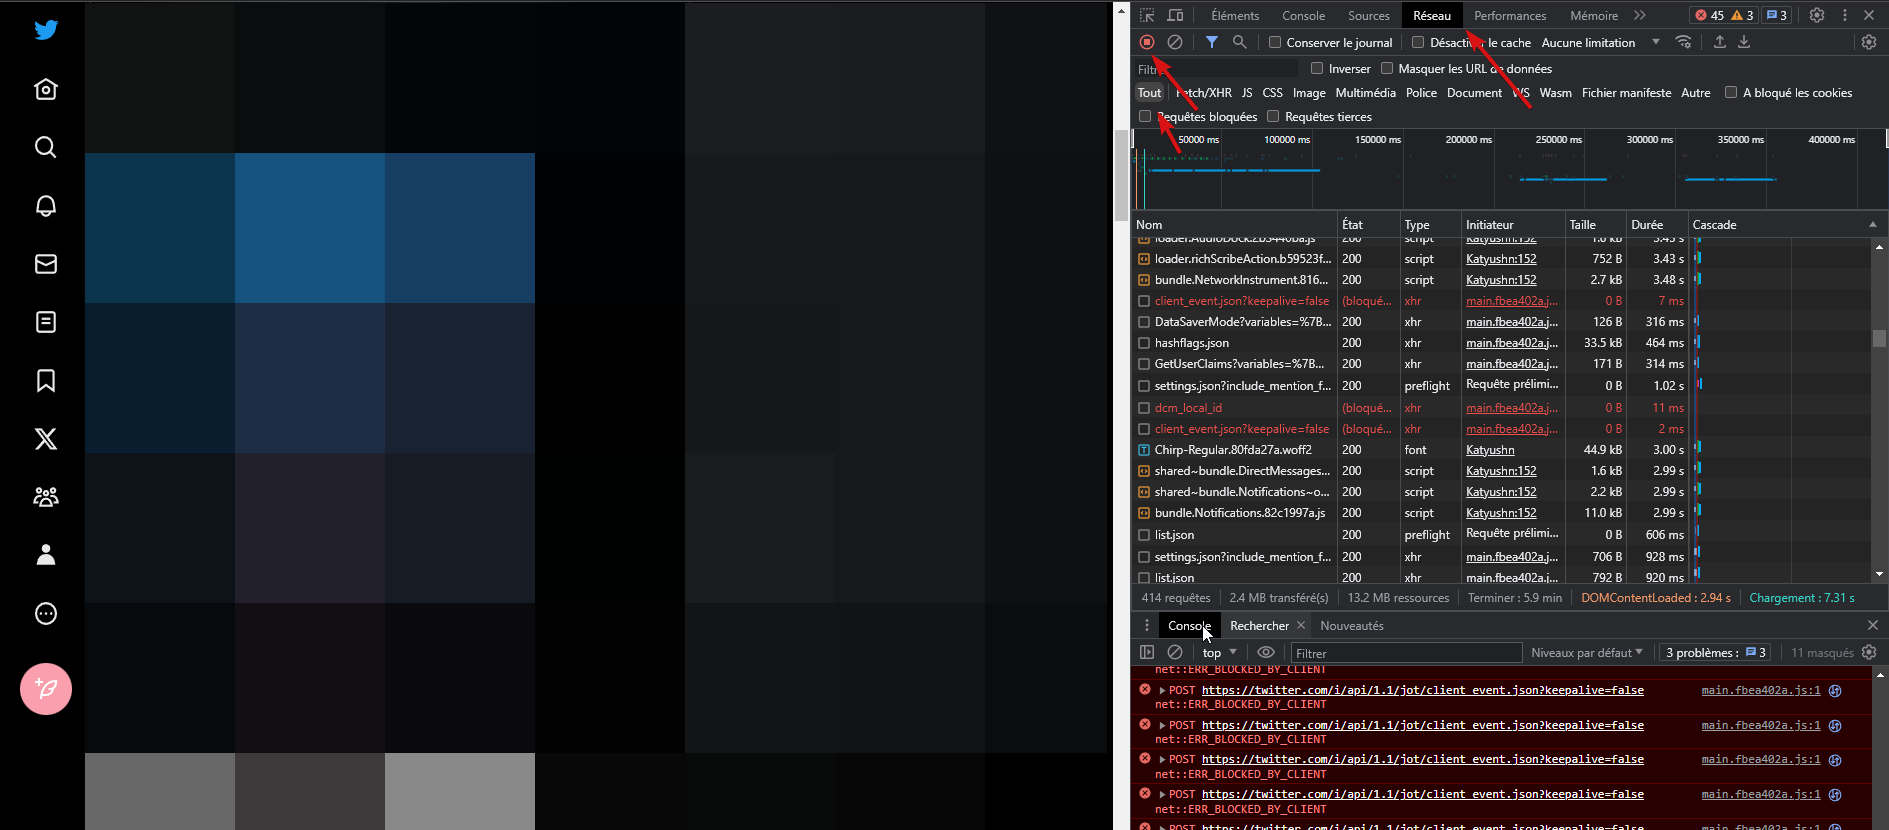 Éléments Console Sources Réseau Performances Mémoire 45 3 3
Conserver le journal Désactiver le cache Aucune limitation
Filtre Inverser Masquer les URL de données
Tout Fetch/XHR JS CSS Image Multimédia Police Document WS Wasm Fichier manifeste Autre A bloqué les cookies
Requêtes bloquées Requêtes tierces
50000 ms 100000 ms 150000 ms 200000 ms 250000 ms 300000 ms 350000 ms 400000 ms
Nom État Type Initiateur Taille Durée Cascade
loader.AudioDock.2b3440ba.js 200 script Katyushn:152 1.6 kB 3.43 s
loader.richScribeAction.b59523f... 200 script Katyushn:152 752 B 3.43 s
bundle.NetworkInstrument.816... 200 script Katyushn:152 2.7 kB 3.48 s
client_event.json?keepalive=false (bloqué... xhr main.fbea402a.j... 0 B 7 ms
DataSaverMode?variables=%7B... 200 xhr main.fbea402a.j... 126 B 316 ms
hashflags.json 200 xhr main.fbea402a.j... 33.5 kB 464 ms
GetUserClaims?variables=%7B... 200 xhr main.fbea402a.j... 171 B 314 ms
settings.json?include_mention_f... 200 preflight Requête prélimi... 0 B 1.02 s
dcm_local_id (bloqué... xhr main.fbea402a.j... 0 B 11 ms
client_event.json?keepalive=false (bloqué... xhr main.fbea402a.j... 0 B 2 ms
Chirp-Regular.80fda27a.woff2 200 font Katyushn 44.9 kB 3.00 s
shared~bundle.DirectMessages... 200 script Katyushn:152 1.6 kB 2.99 s
shared~bundle.Notifications~o... 200 script Katyushn:152 2.2 kB 2.99 s
bundle.Notifications.82c1997a.js 200 script Katyushn:152 11.0 kB 2.99 s
list.json 200 preflight Requête prélimi... 0 B 606 ms
settings.json?include_mention_f... 200 xhr main.fbea402a.j... 706 B 928 ms
list.json 200 xhr main.fbea402a.j... 792 B 920 ms
414 requêtes 2.4 MB transféré(s) 13.2 MB ressources Terminer : 5.9 min DOMContentLoaded : 2.94 s Chargement : 7.31 s
Console Rechercher Nouveautés
top Filtrer Niveaux par défaut 3 problèmes : 3 11 masqués
net::ERR_BLOCKED_BY_CLIENT
POST https://twitter.com/i/api/1.1/jot/client_event.json?keepalive=false main.fbea402a.js:1
net::ERR_BLOCKED_BY_CLIENT
POST https://twitter.com/i/api/1.1/jot/client_event.json?keepalive=false main.fbea402a.js:1
net::ERR_BLOCKED_BY_CLIENT
POST https://twitter.com/i/api/1.1/jot/client_event.json?keepalive=false main.fbea402a.js:1
net::ERR_BLOCKED_BY_CLIENT
POST https://twitter.com/i/api/1.1/jot/client_event.json?keepalive=false main.fbea402a.js:1
net::ERR_BLOCKED_BY_CLIENT
POST https://twitter.com/i/api/1.1/jot/client_event.json?keepalive=false main.fbea402a.js:1